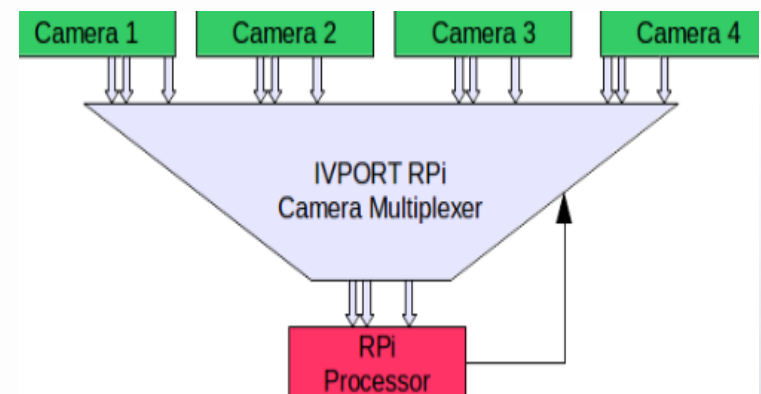 Camera 1
Camera 2
Camera 3
Camera 4
IVPORT RPi
Camera Multiplexer
RPi
Processor